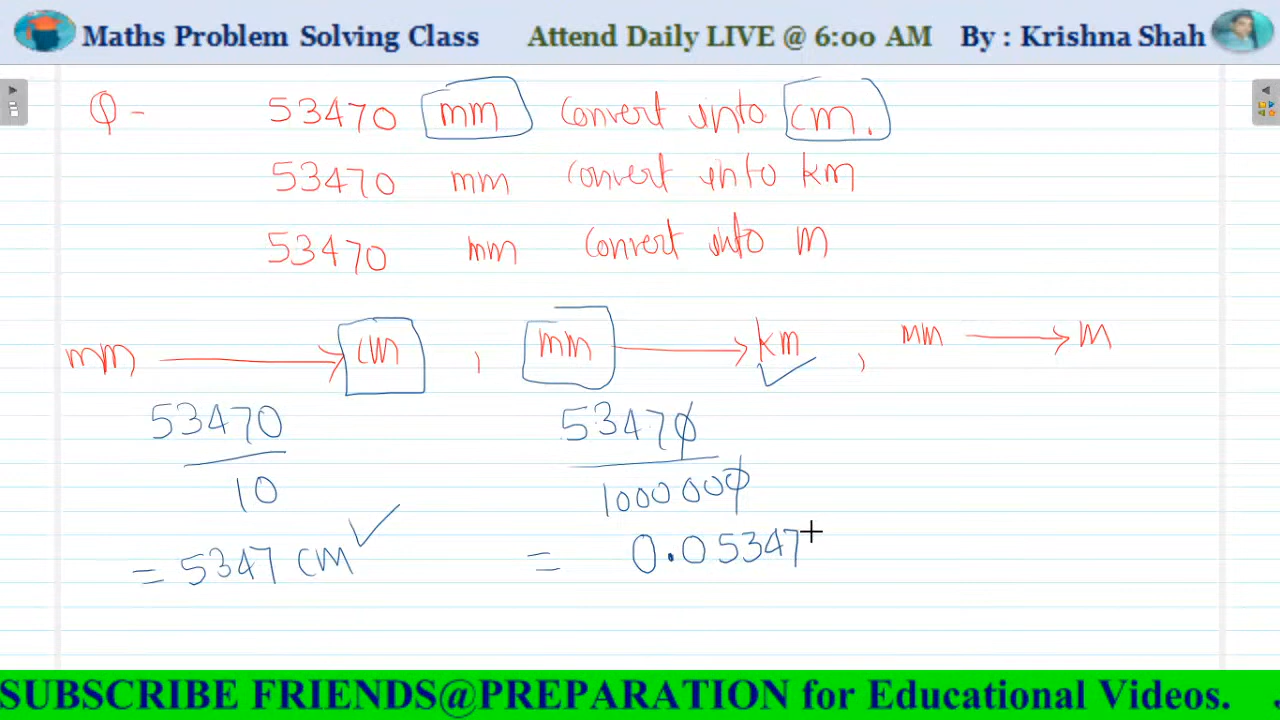 Maths Problem Solving Class Attend Daily LIVE @ 6:00 AM By : Krishna Shah
Q - 53470 mm convert into cm.
53470 mm convert into km
53470 mm convert into m
mm → cm , mm → km , mm → m
53470 53470
10 1000000
= 5347 cm = 0.05347
SUBSCRIBE FRIENDS@PREPARATION for Educational Videos.